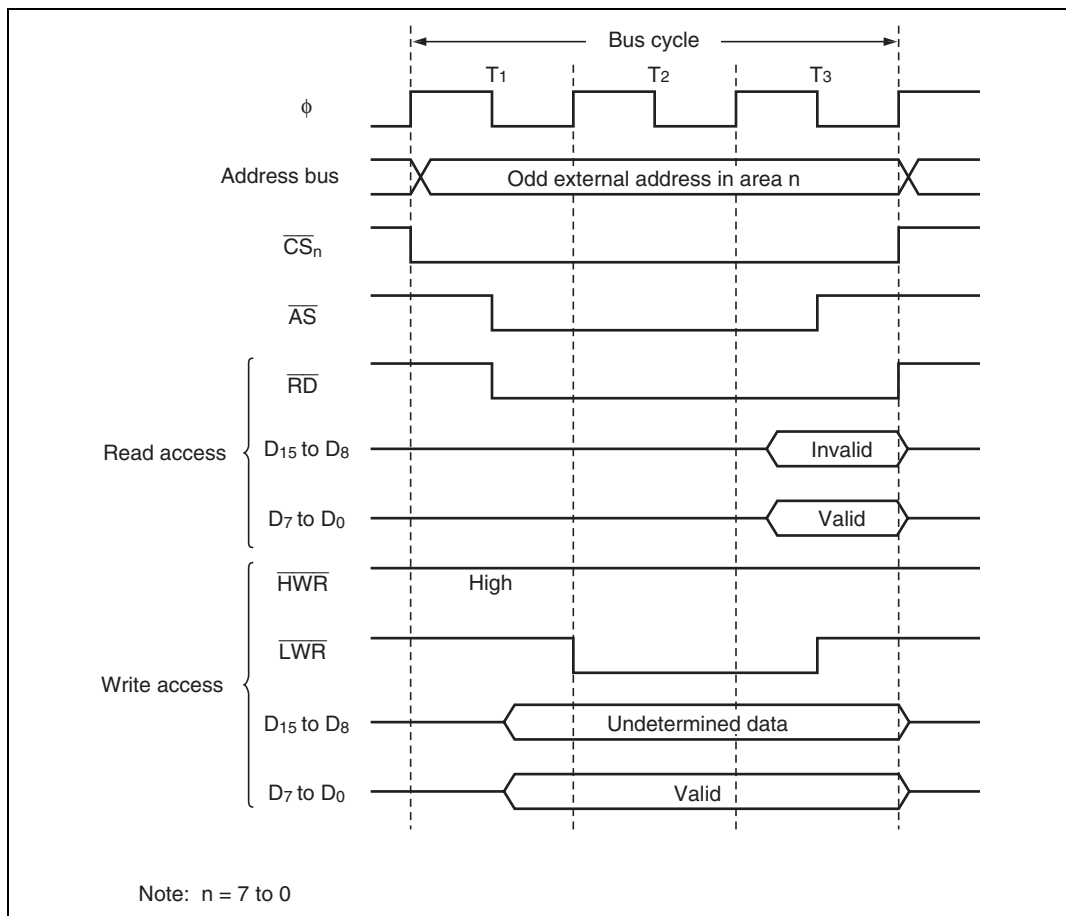 Bus cycle
T1 T2 T3
ϕ
Address bus
Odd external address in area n
CSn
AS
RD
Read access
D15 to D8
Invalid
D7 to D0
Valid
HWR
High
LWR
Write access
D15 to D8
Undetermined data
D7 to D0
Valid
Note: n = 7 to 0